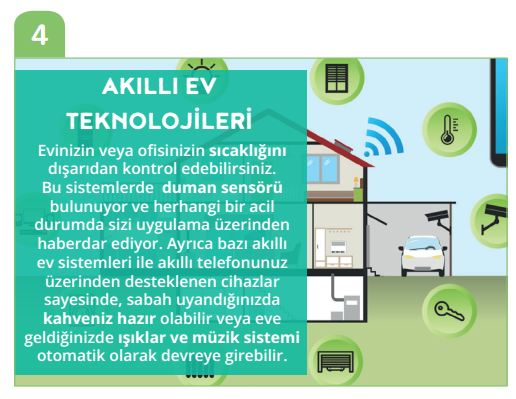 4
AKILLI EV
TEKNOLOJİLERİ
Evinizin veya ofisinizin sıcaklığını
dışarıdan kontrol edebilirsiniz.
Bu sistemlerde duman sensörü
bulunuyor ve herhangi bir acil
durumda sizi uygulama üzerinden
haberdar ediyor. Ayrıca bazı akıllı
ev sistemleri ile akıllı telefonunuz
üzerinden desteklenen cihazlar
sayesinde, sabah uyandığınızda
kahveniz hazır olabilir veya eve
geldiğinizde ışıklar ve müzik sistemi
otomatik olarak devreye girebilir.